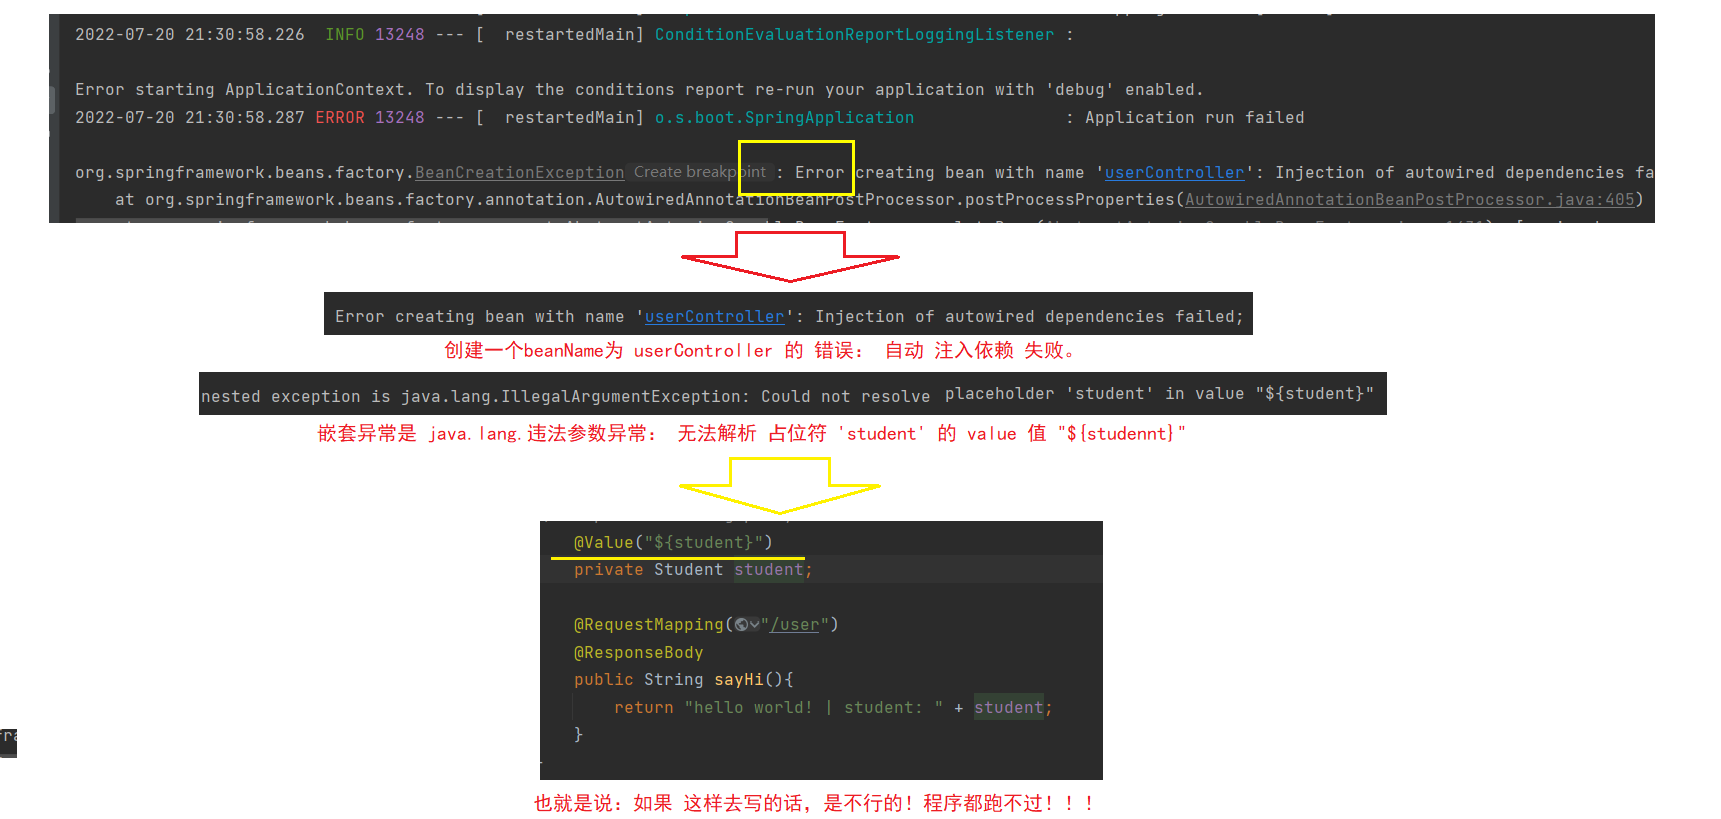 2022-07-20 21:30:58.226  INFO 13248 --- [  restartedMain] ConditionEvaluationReportLoggingListener :
Error starting ApplicationContext. To display the conditions report re-run your application with 'debug' enabled.
2022-07-20 21:30:58.287 ERROR 13248 --- [  restartedMain] o.s.boot.SpringApplication               : Application run failed
org.springframework.beans.factory.BeanCreationException Create breakpoint : Error creating bean with name 'userController': Injection of autowired dependencies fa
at org.springframework.beans.factory.annotation.AutowiredAnnotationBeanPostProcessor.postProcessProperties(AutowiredAnnotationBeanPostProcessor.java:405)
Error creating bean with name 'userController': Injection of autowired dependencies failed;
创建一个beanName为 userController 的 错误： 自动 注入依赖 失败。
nested exception is java.lang.IllegalArgumentException: Could not resolve placeholder 'student' in value "${student}"
嵌套异常是 java.lang.违法参数异常： 无法解析 占位符 'student' 的 value 值 "${studennt}"
@Value("${student}")
private Student student;
@RequestMapping("/user")
@ResponseBody
public String sayHi(){
return "hello world! | student: " + student;
}
fra
也就是说：如果 这样去写的话，是不行的！程序都跑不过！！！